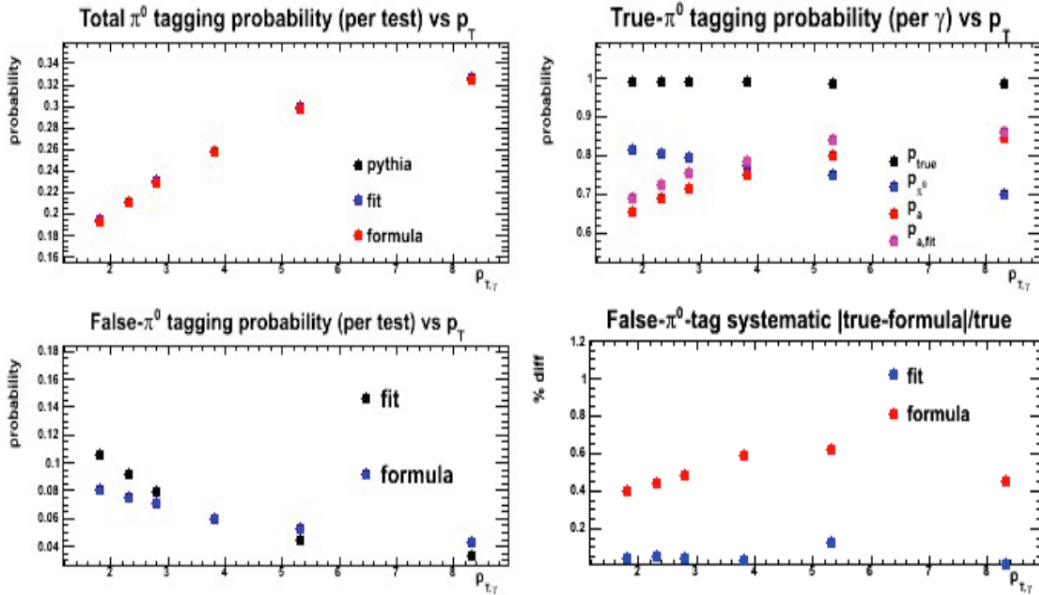 Total π⁰ tagging probability (per test) vs p_T
probability
0.34
0.32
0.3
0.28
0.26
0.24
0.22
0.2
0.18
0.16
pythia
fit
formula
2
3
4
5
6
7
8
p_T,γ
True-π⁰ tagging probability (per γ) vs p_T
probability
1
0.9
0.8
0.7
0.6
p_true
p_π⁰
p_a
p_a,fit
2
3
4
5
6
7
8
p_T,γ
False-π⁰ tagging probability (per test) vs p_T
probability
0.18
0.16
0.14
0.12
0.1
0.08
0.06
0.04
fit
formula
2
3
4
5
6
7
8
p_T,γ
False-π⁰-tag systematic |true-formula|/true
% diff
1.2
1
0.8
0.6
0.4
0.2
fit
formula
2
3
4
5
6
7
8
p_T,γ